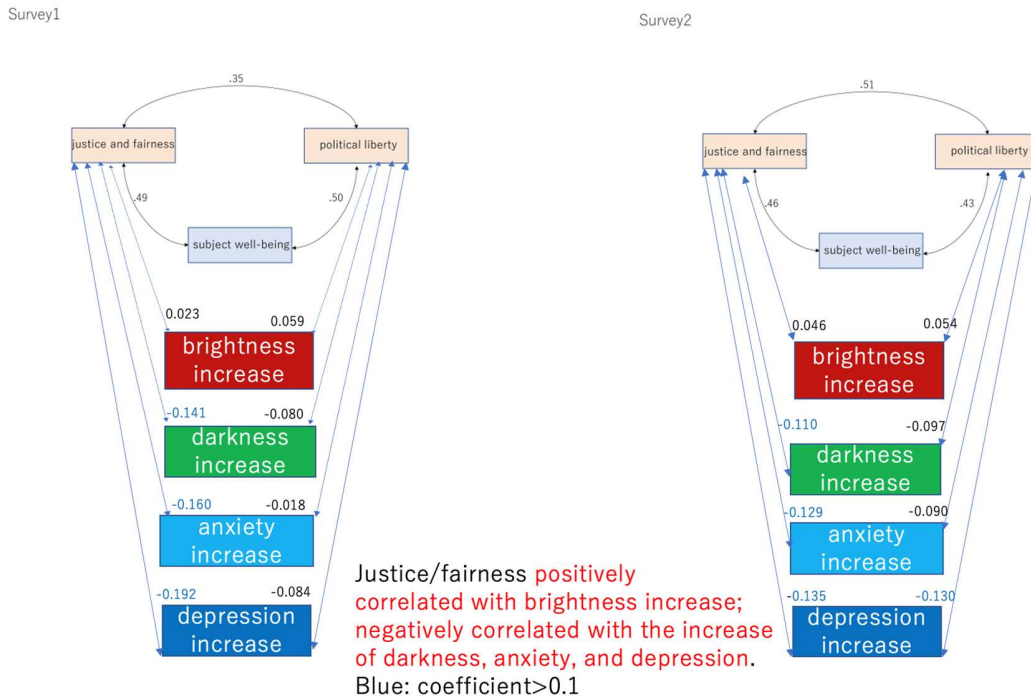 Survey1
.35
justice and fairness
political liberty
.49
.50
subject well-being
0.023
0.059
brightness
increase
-0.141
-0.080
darkness
increase
-0.160
-0.018
anxiety
increase
-0.192
-0.084
depression
increase
Survey2
.51
justice and fairness
political liberty
.46
.43
subject well-being
0.046
0.054
brightness
increase
-0.110
-0.097
darkness
increase
-0.129
-0.090
anxiety
increase
-0.135
-0.130
depression
increase
Justice/fairness positively
correlated with brightness increase;
negatively correlated with the increase
of darkness, anxiety, and depression.
Blue: coefficient>0.1